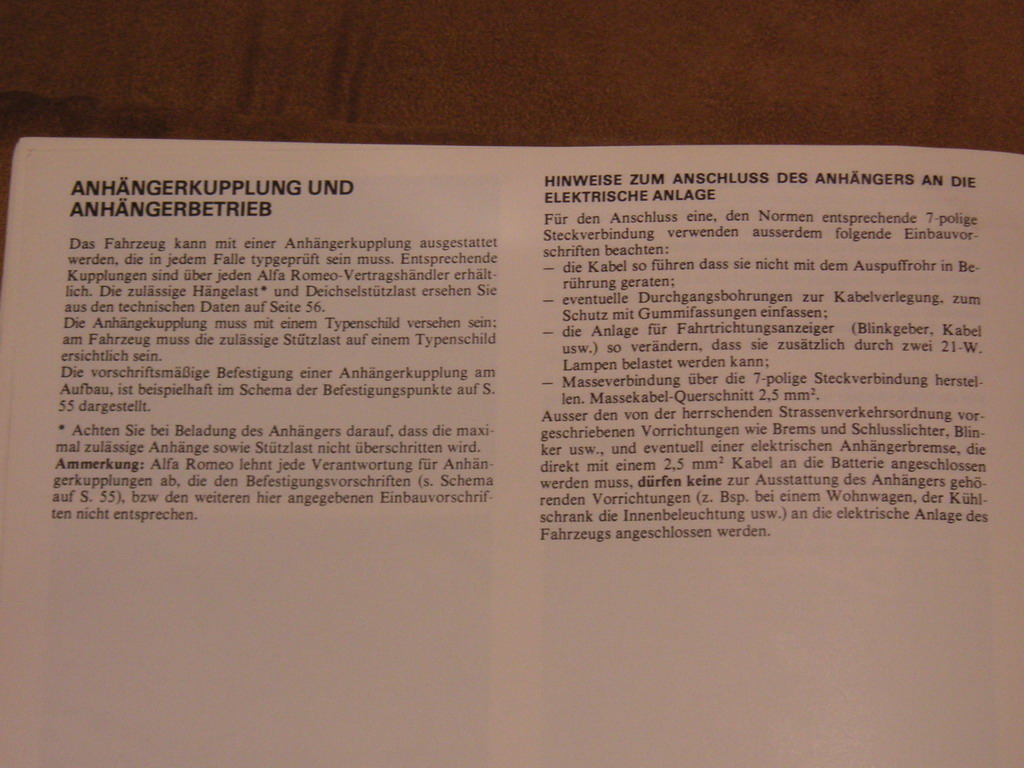 ANHÄNGERKUPPLUNG UND
ANHÄNGERBETRIEB
Das Fahrzeug kann mit einer Anhängerkupplung ausgestattet
werden, die in jedem Falle typgeprüft sein muss. Entsprechende
Kupplungen sind über jeden Alfa Romeo-Vertragshändler erhält-
lich. Die zulässige Hängelast* und Deichselstützlast ersehen Sie
aus den technischen Daten auf Seite 56.
Die Anhängekupplung muss mit einem Typenschild versehen sein;
am Fahrzeug muss die zulässige Stützlast auf einem Typenschild
ersichtlich sein.
Die vorschriftsmäßige Befestigung einer Anhängerkupplung am
Aufbau, ist beispielhaft im Schema der Befestigungspunkte auf S.
55 dargestellt.
* Achten Sie bei Beladung des Anhängers darauf, dass die maxi-
mal zulässige Anhänge sowie Stützlast nicht überschritten wird.
Ammerkung: Alfa Romeo lehnt jede Verantwortung für Anhän-
gerkupplungen ab, die den Befestigungsvorschriften (s. Schema
auf S. 55), bzw den weiteren hier angegebenen Einbauvorschrif-
ten nicht entsprechen.
HINWEISE ZUM ANSCHLUSS DES ANHÄNGERS AN DIE
ELEKTRISCHE ANLAGE
Für den Anschluss eine, den Normen entsprechende 7-polige
Steckverbindung verwenden ausserdem folgende Einbauvor-
schriften beachten:
— die Kabel so führen dass sie nicht mit dem Auspuffrohr in Be-
rührung geraten;
— eventuelle Durchgangsbohrungen zur Kabelverlegung, zum
Schutz mit Gummifassungen einfassen;
— die Anlage für Fahrtrichtungsanzeiger (Blinkgeber, Kabel
usw.) so verändern, dass sie zusätzlich durch zwei 21-W.
Lampen belastet werden kann;
— Masseverbindung über die 7-polige Steckverbindung herstel-
len. Massekabel-Querschnitt 2,5 mm².
Ausser den von der herrschenden Strassenverkehrsordnung vor-
geschriebenen Vorrichtungen wie Brems und Schlusslichter, Blin-
ker usw., und eventuell einer elektrischen Anhängerbremse, die
direkt mit einem 2,5 mm² Kabel an die Batterie angeschlossen
werden muss, dürfen keine zur Ausstattung des Anhängers gehö-
renden Vorrichtungen (z. Bsp. bei einem Wohnwagen, der Kühl-
schrank die Innenbeleuchtung usw.) an die elektrische Anlage des
Fahrzeugs angeschlossen werden.